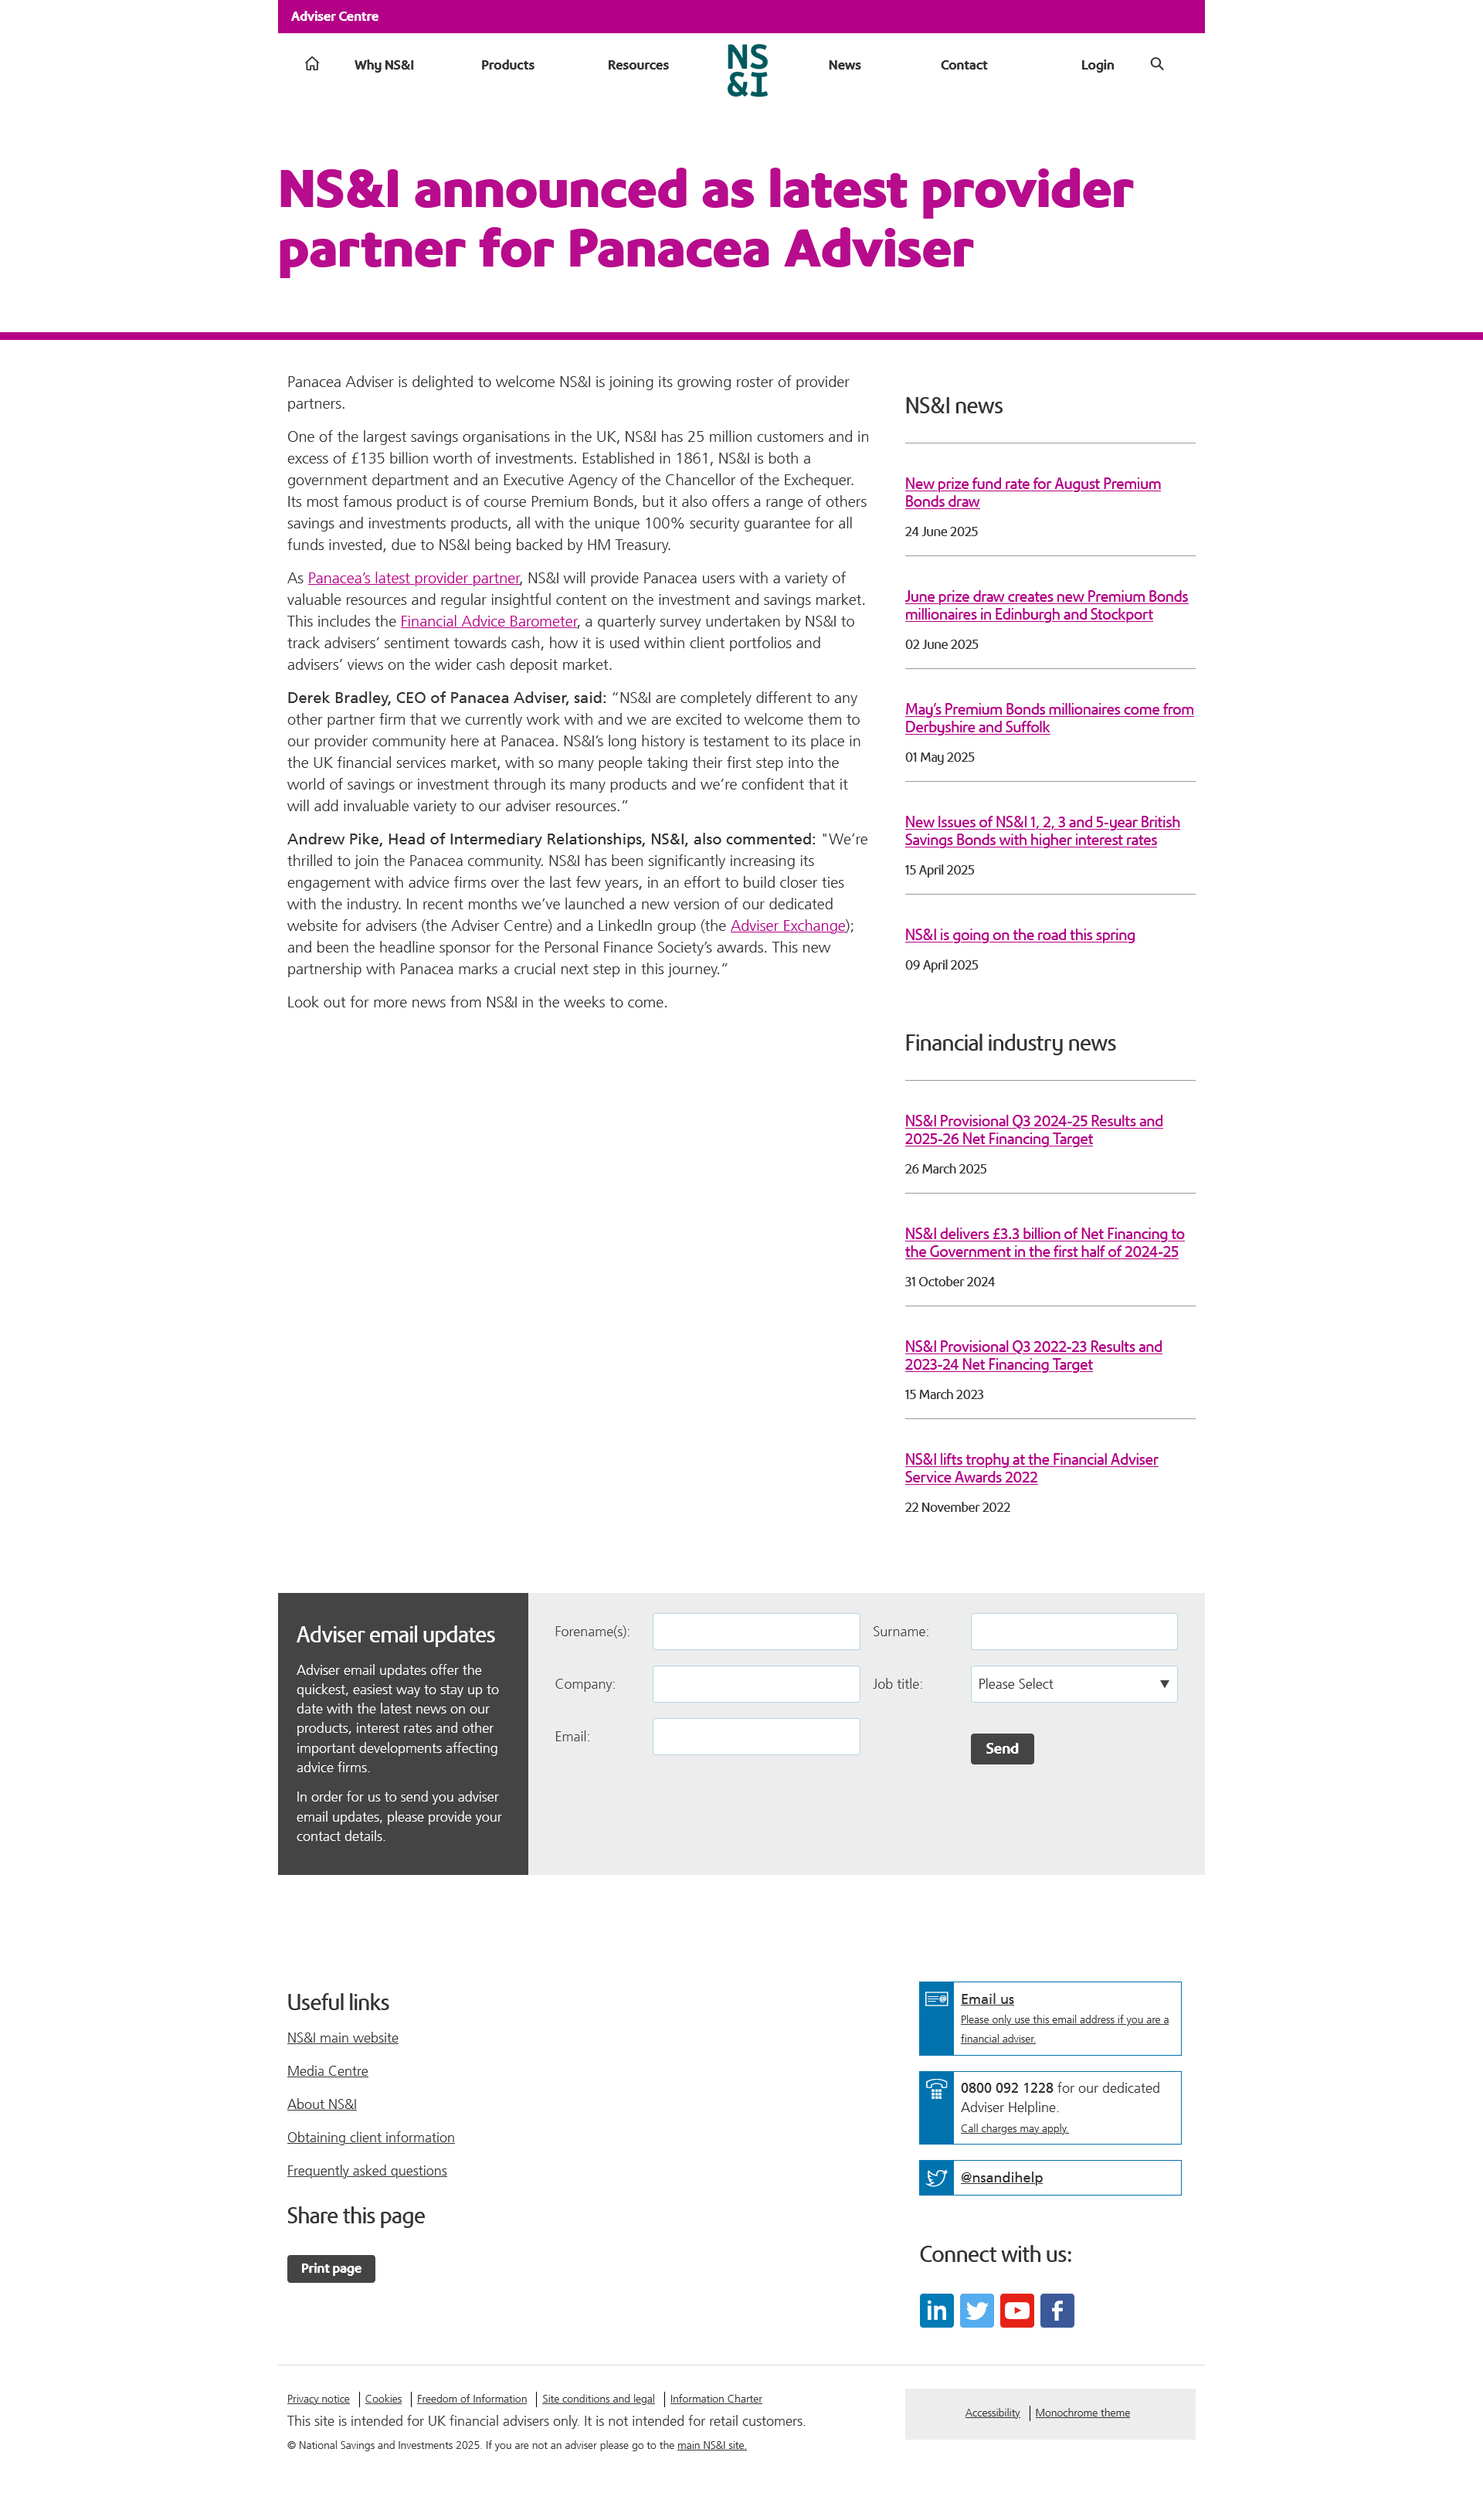 Adviser Centre
Why NS&I
Products
Resources
NS
&I
News
Contact
Login
NS&I announced as latest provider
partner for Panacea Adviser
Panacea Adviser is delighted to welcome NS&I is joining its growing roster of provider
partners.
One of the largest savings organisations in the UK, NS&I has 25 million customers and in
excess of £135 billion worth of investments. Established in 1861, NS&I is both a
government department and an Executive Agency of the Chancellor of the Exchequer.
Its most famous product is of course Premium Bonds, but it also offers a range of others
savings and investments products, all with the unique 100% security guarantee for all
funds invested, due to NS&I being backed by HM Treasury.
As Panacea’s latest provider partner, NS&I will provide Panacea users with a variety of
valuable resources and regular insightful content on the investment and savings market.
This includes the Financial Advice Barometer, a quarterly survey undertaken by NS&I to
track advisers’ sentiment towards cash, how it is used within client portfolios and
advisers’ views on the wider cash deposit market.
Derek Bradley, CEO of Panacea Adviser, said: “NS&I are completely different to any
other partner firm that we currently work with and we are excited to welcome them to
our provider community here at Panacea. NS&I’s long history is testament to its place in
the UK financial services market, with so many people taking their first step into the
world of savings or investment through its many products and we’re confident that it
will add invaluable variety to our adviser resources.”
Andrew Pike, Head of Intermediary Relationships, NS&I, also commented: "We’re
thrilled to join the Panacea community. NS&I has been significantly increasing its
engagement with advice firms over the last few years, in an effort to build closer ties
with the industry. In recent months we’ve launched a new version of our dedicated
website for advisers (the Adviser Centre) and a LinkedIn group (the Adviser Exchange);
and been the headline sponsor for the Personal Finance Society’s awards. This new
partnership with Panacea marks a crucial next step in this journey.”
Look out for more news from NS&I in the weeks to come.
NS&I news
New prize fund rate for August Premium
Bonds draw
24 June 2025
June prize draw creates new Premium Bonds
millionaires in Edinburgh and Stockport
02 June 2025
May’s Premium Bonds millionaires come from
Derbyshire and Suffolk
01 May 2025
New Issues of NS&I 1, 2, 3 and 5-year British
Savings Bonds with higher interest rates
15 April 2025
NS&I is going on the road this spring
09 April 2025
Financial industry news
NS&I Provisional Q3 2024-25 Results and
2025-26 Net Financing Target
26 March 2025
NS&I delivers £3.3 billion of Net Financing to
the Government in the first half of 2024-25
31 October 2024
NS&I Provisional Q3 2022-23 Results and
2023-24 Net Financing Target
15 March 2023
NS&I lifts trophy at the Financial Adviser
Service Awards 2022
22 November 2022
Adviser email updates
Adviser email updates offer the
quickest, easiest way to stay up to
date with the latest news on our
products, interest rates and other
important developments affecting
advice firms.
In order for us to send you adviser
email updates, please provide your
contact details.
Forename(s):
Surname:
Company:
Job title:
Please Select
Email:
Send
Useful links
NS&I main website
Media Centre
About NS&I
Obtaining client information
Frequently asked questions
Share this page
Print page
Email us
Please only use this email address if you are a
financial adviser.
0800 092 1228 for our dedicated
Adviser Helpline.
Call charges may apply.
@nsandihelp
Connect with us:
Privacy notice
Cookies
Freedom of Information
Site conditions and legal
Information Charter
This site is intended for UK financial advisers only. It is not intended for retail customers.
© National Savings and Investments 2025. If you are not an adviser please go to the main NS&I site.
Accessibility
Monochrome theme